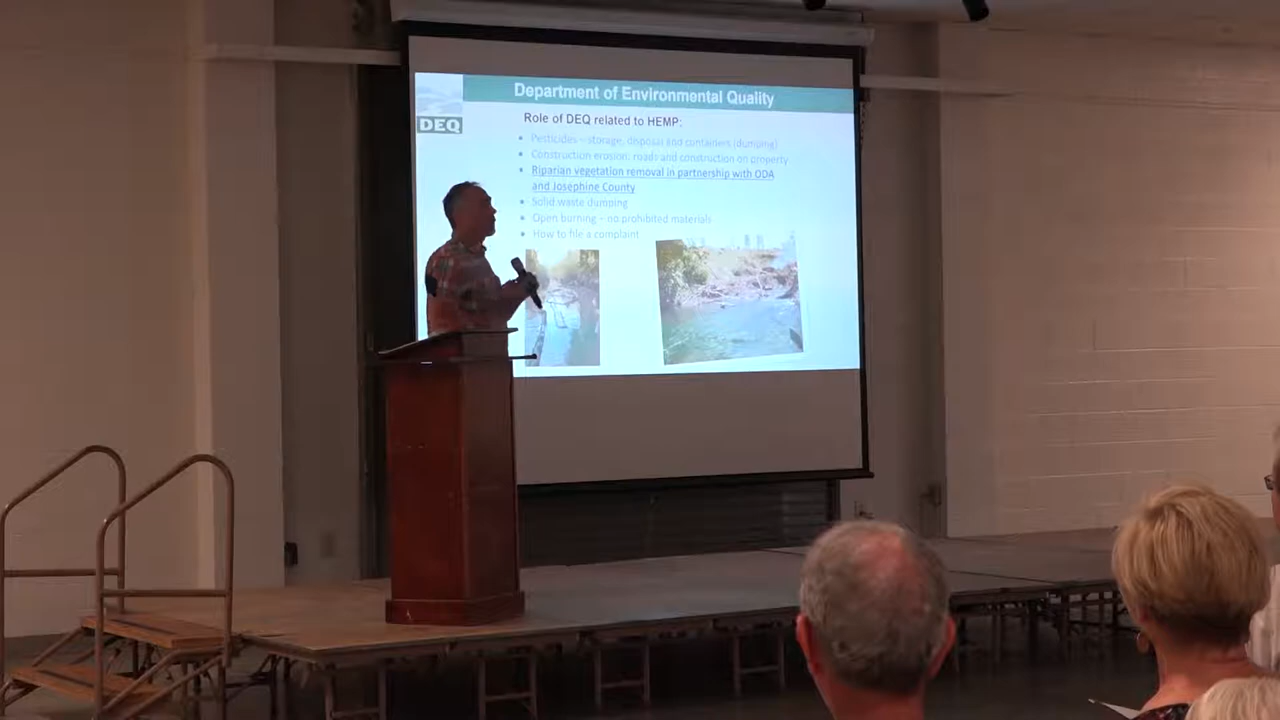 Department of Environmental Quality
DEQ
Role of DEQ related to HEMP:
• Pesticides – storage, disposal and containers (dumping)
• Construction erosion: roads and construction on property
• Riparian vegetation removal in partnership with ODA
and Josephine County
• Solid waste dumping
• Open burning – no prohibited materials
• How to file a complaint